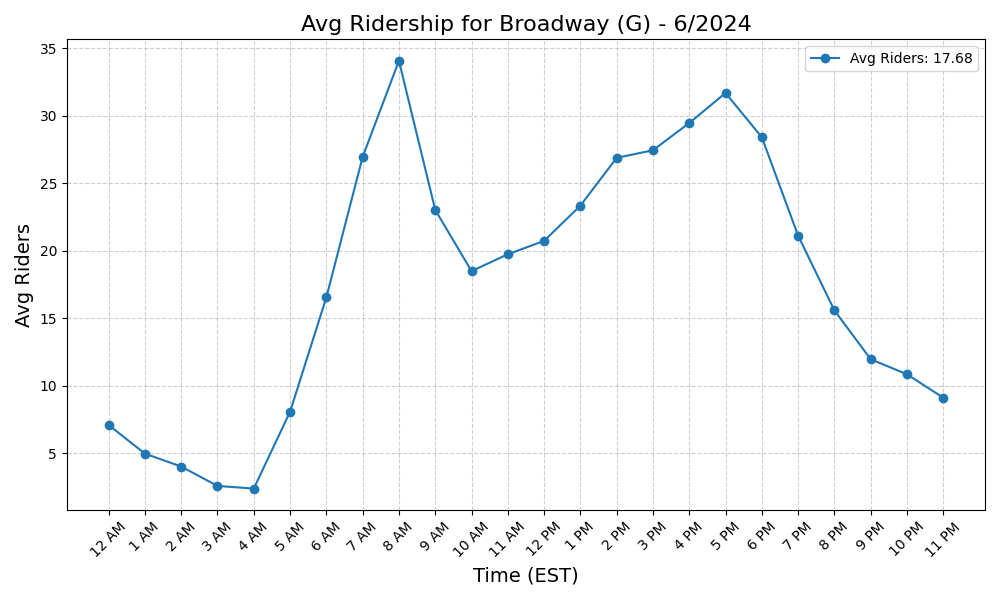 Avg Ridership for Broadway (G) - 6/2024
Avg Riders: 17.68
Avg Riders
35
30
25
20
15
10
5
12 AM
1 AM
2 AM
3 AM
4 AM
5 AM
6 AM
7 AM
8 AM
9 AM
10 AM
11 AM
12 PM
1 PM
2 PM
3 PM
4 PM
5 PM
6 PM
7 PM
8 PM
9 PM
10 PM
11 PM
Time (EST)